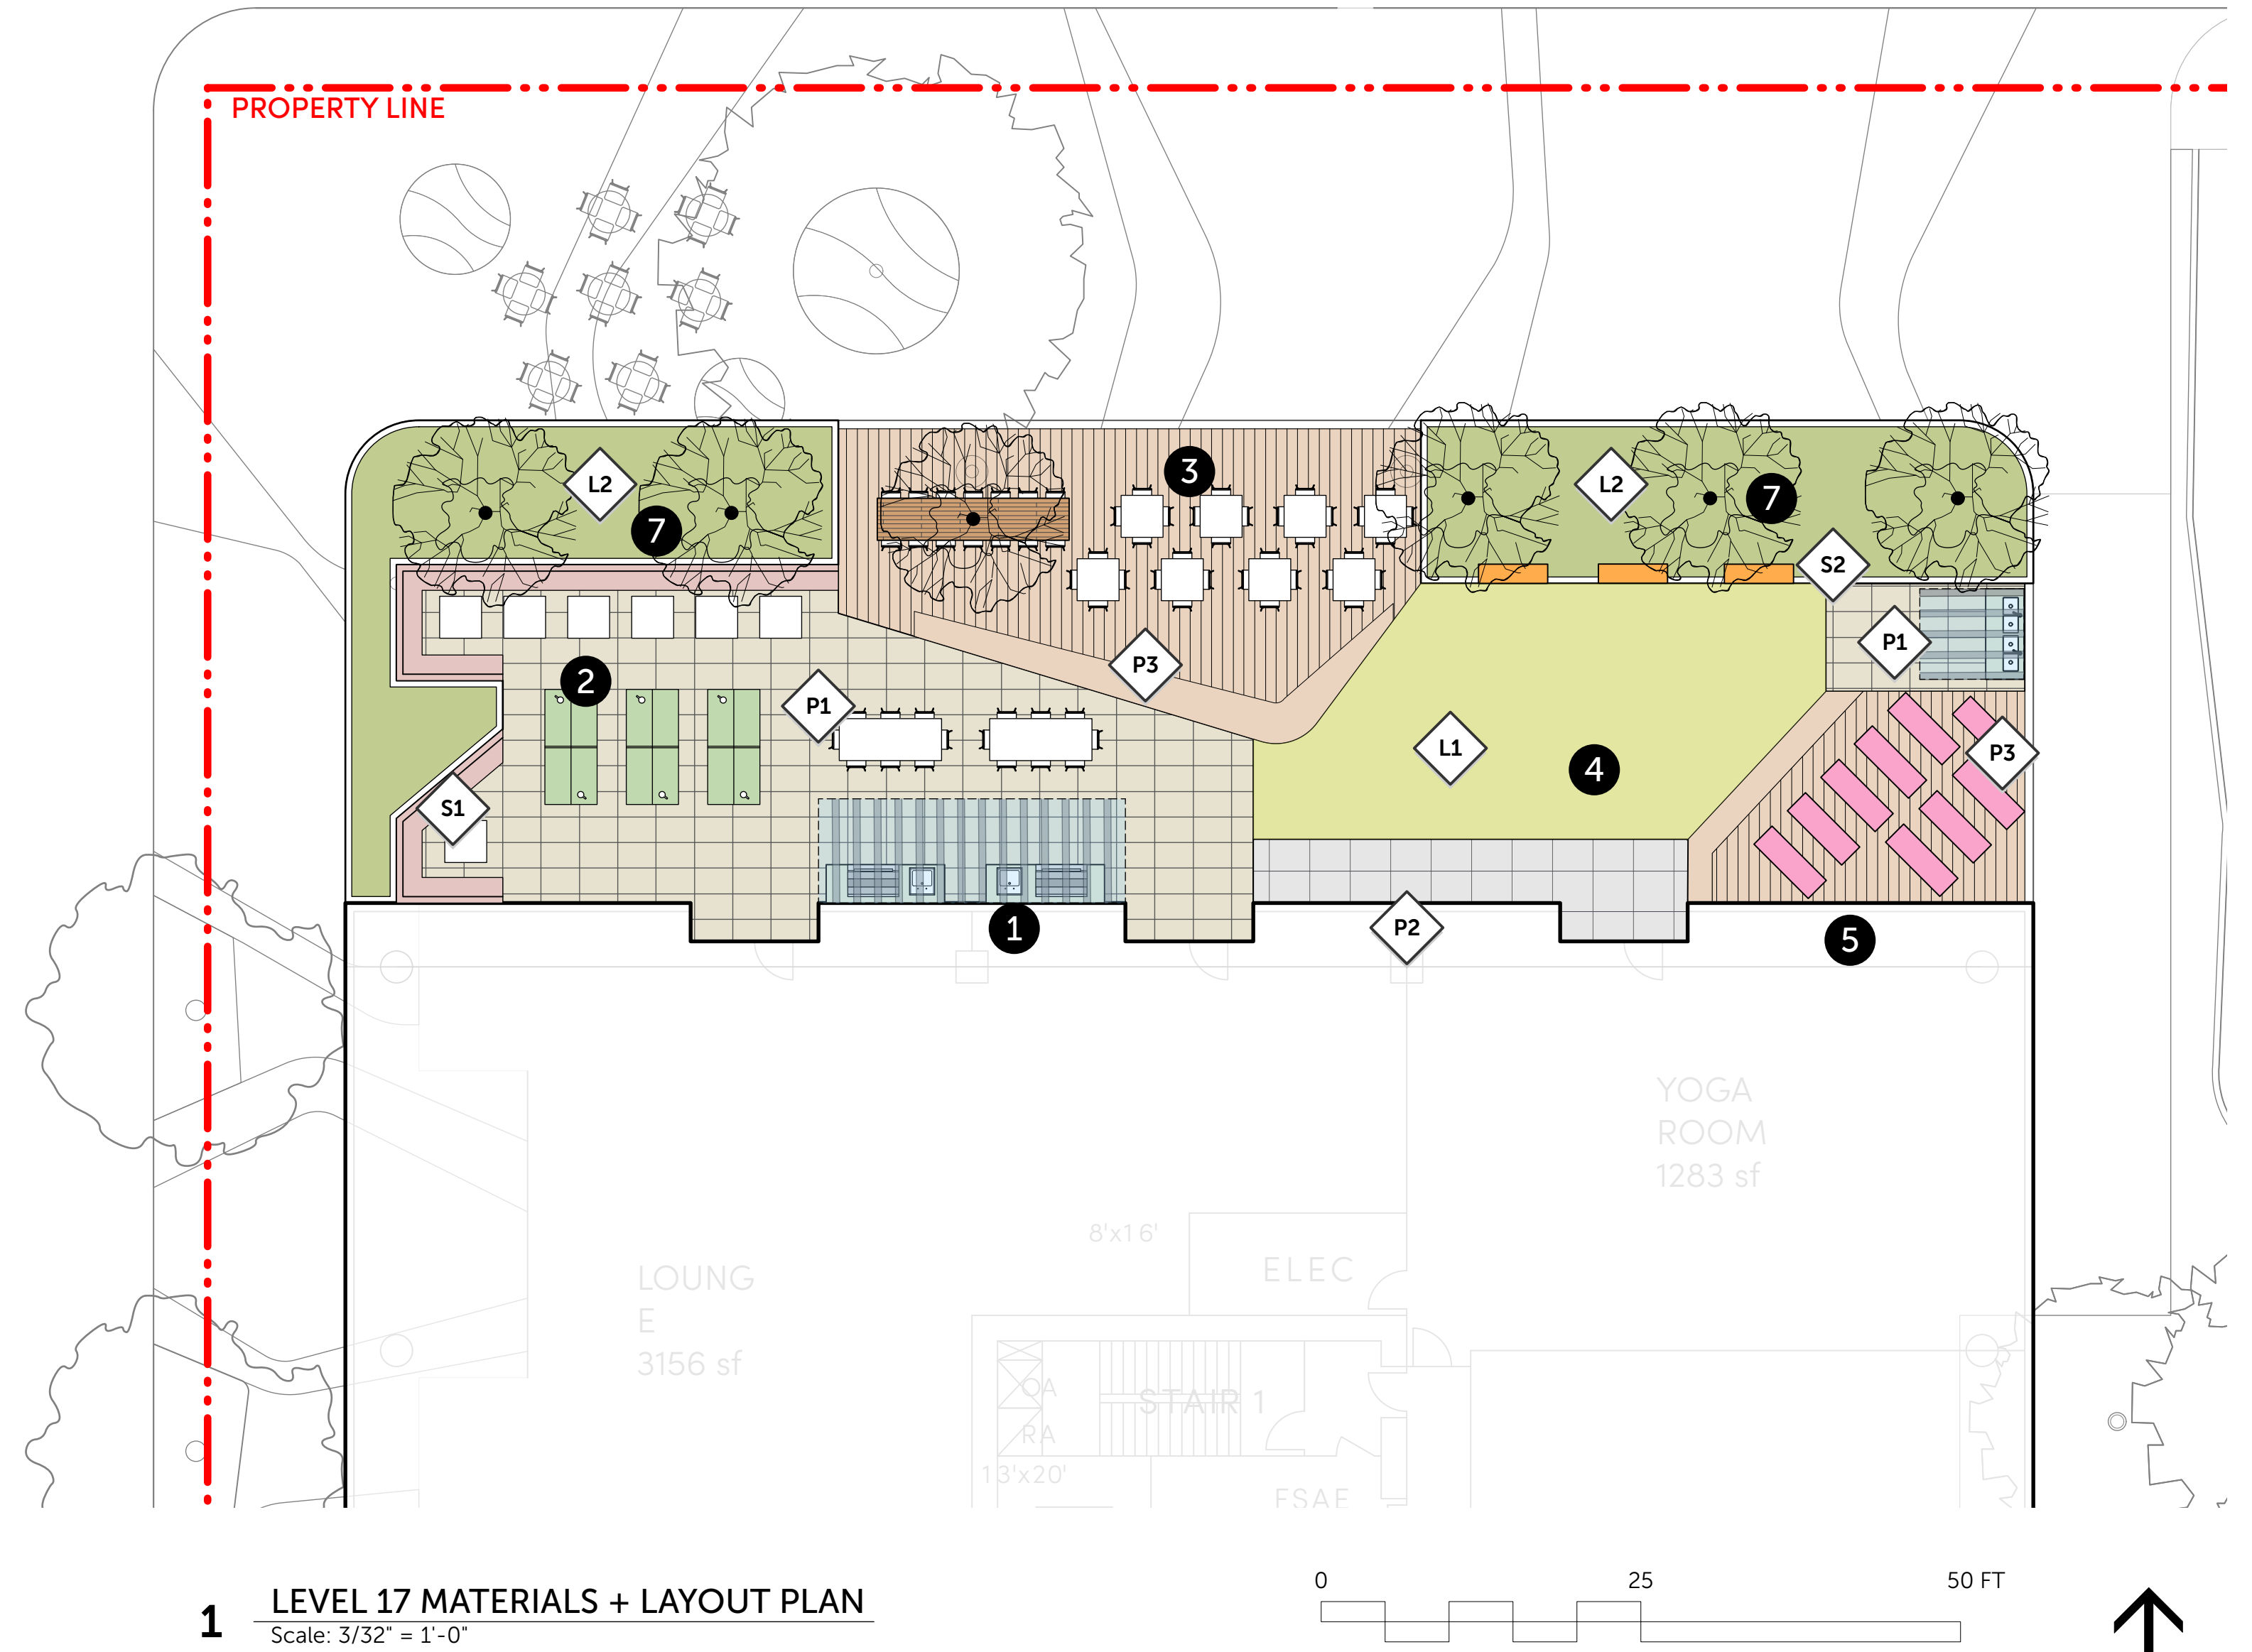 PROPERTY LINE
3
L2
L2
7
7
S2
P1
P3
2
P1
L1
4
P3
S1
1
P2
5
YOGA
ROOM
1283 sf
8'x16'
ELEC
LOUNG
E
3156 sf
OA
STAIR 1
RA
13'x20'
1
LEVEL 17 MATERIALS + LAYOUT PLAN
Scale: 3/32" = 1'-0"
0
25
50 FT